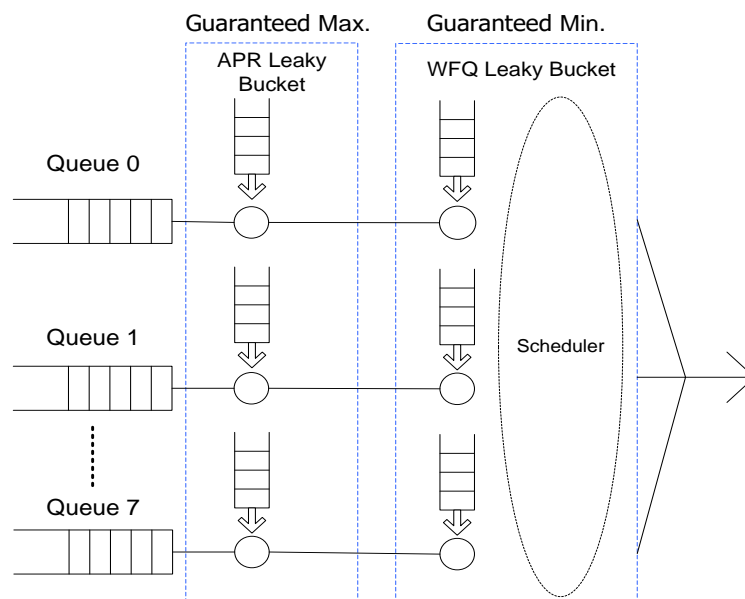 Guaranteed Max.
Guaranteed Min.
APR Leaky
Bucket
WFQ Leaky Bucket
Queue 0
Queue 1
Scheduler
Queue 7